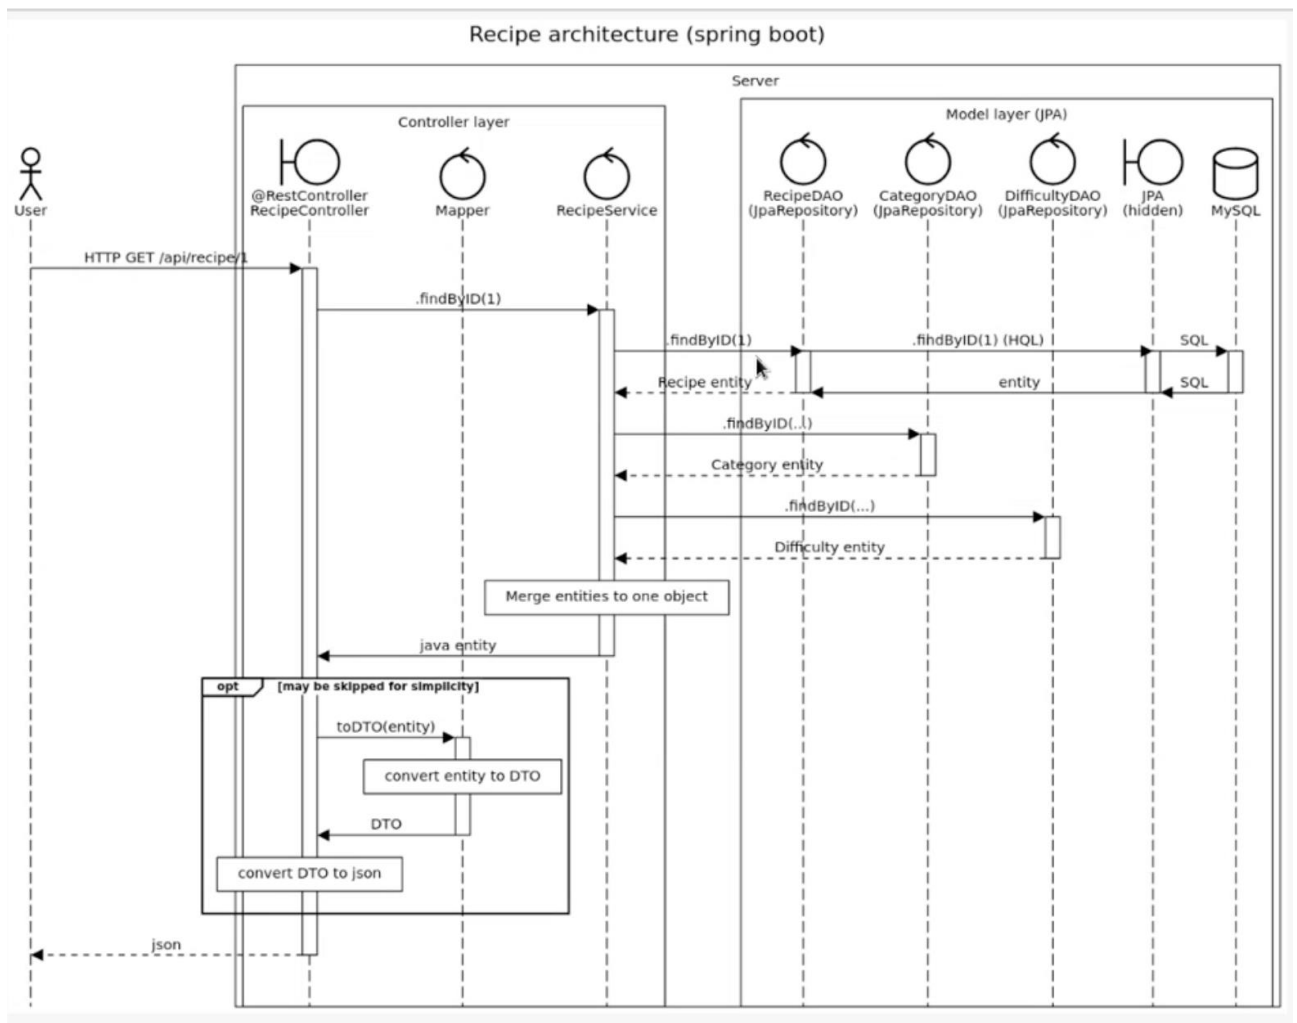 Recipe architecture (spring boot)
Server
Controller layer
Model layer (JPA)
User
@RestController
RecipeController
Mapper
RecipeService
RecipeDAO
(JpaRepository)
CategoryDAO
(JpaRepository)
DifficultyDAO
(JpaRepository)
JPA
(hidden)
MySQL
HTTP GET /api/recipe/1
.findByID(1)
.findByID(1)
.findByID(1) (HQL)
SQL
Recipe entity
entity
SQL
.findByID(...)
Category entity
.findByID(...)
Difficulty entity
Merge entities to one object
java entity
opt
[may be skipped for simplicity]
toDTO(entity)
convert entity to DTO
DTO
convert DTO to json
json